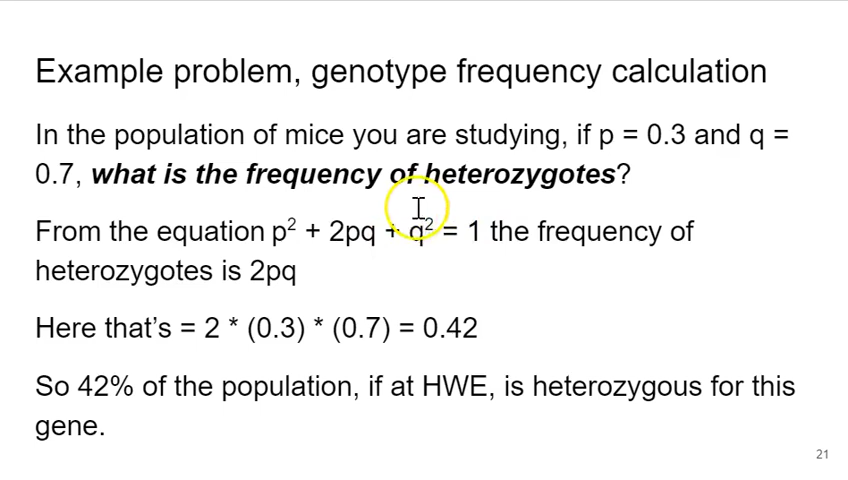 Example problem, genotype frequency calculation
In the population of mice you are studying, if p = 0.3 and q =
0.7, what is the frequency of heterozygotes?
From the equation p² + 2pq + q² = 1 the frequency of
heterozygotes is 2pq
Here that’s = 2 * (0.3) * (0.7) = 0.42
So 42% of the population, if at HWE, is heterozygous for this
gene.
21